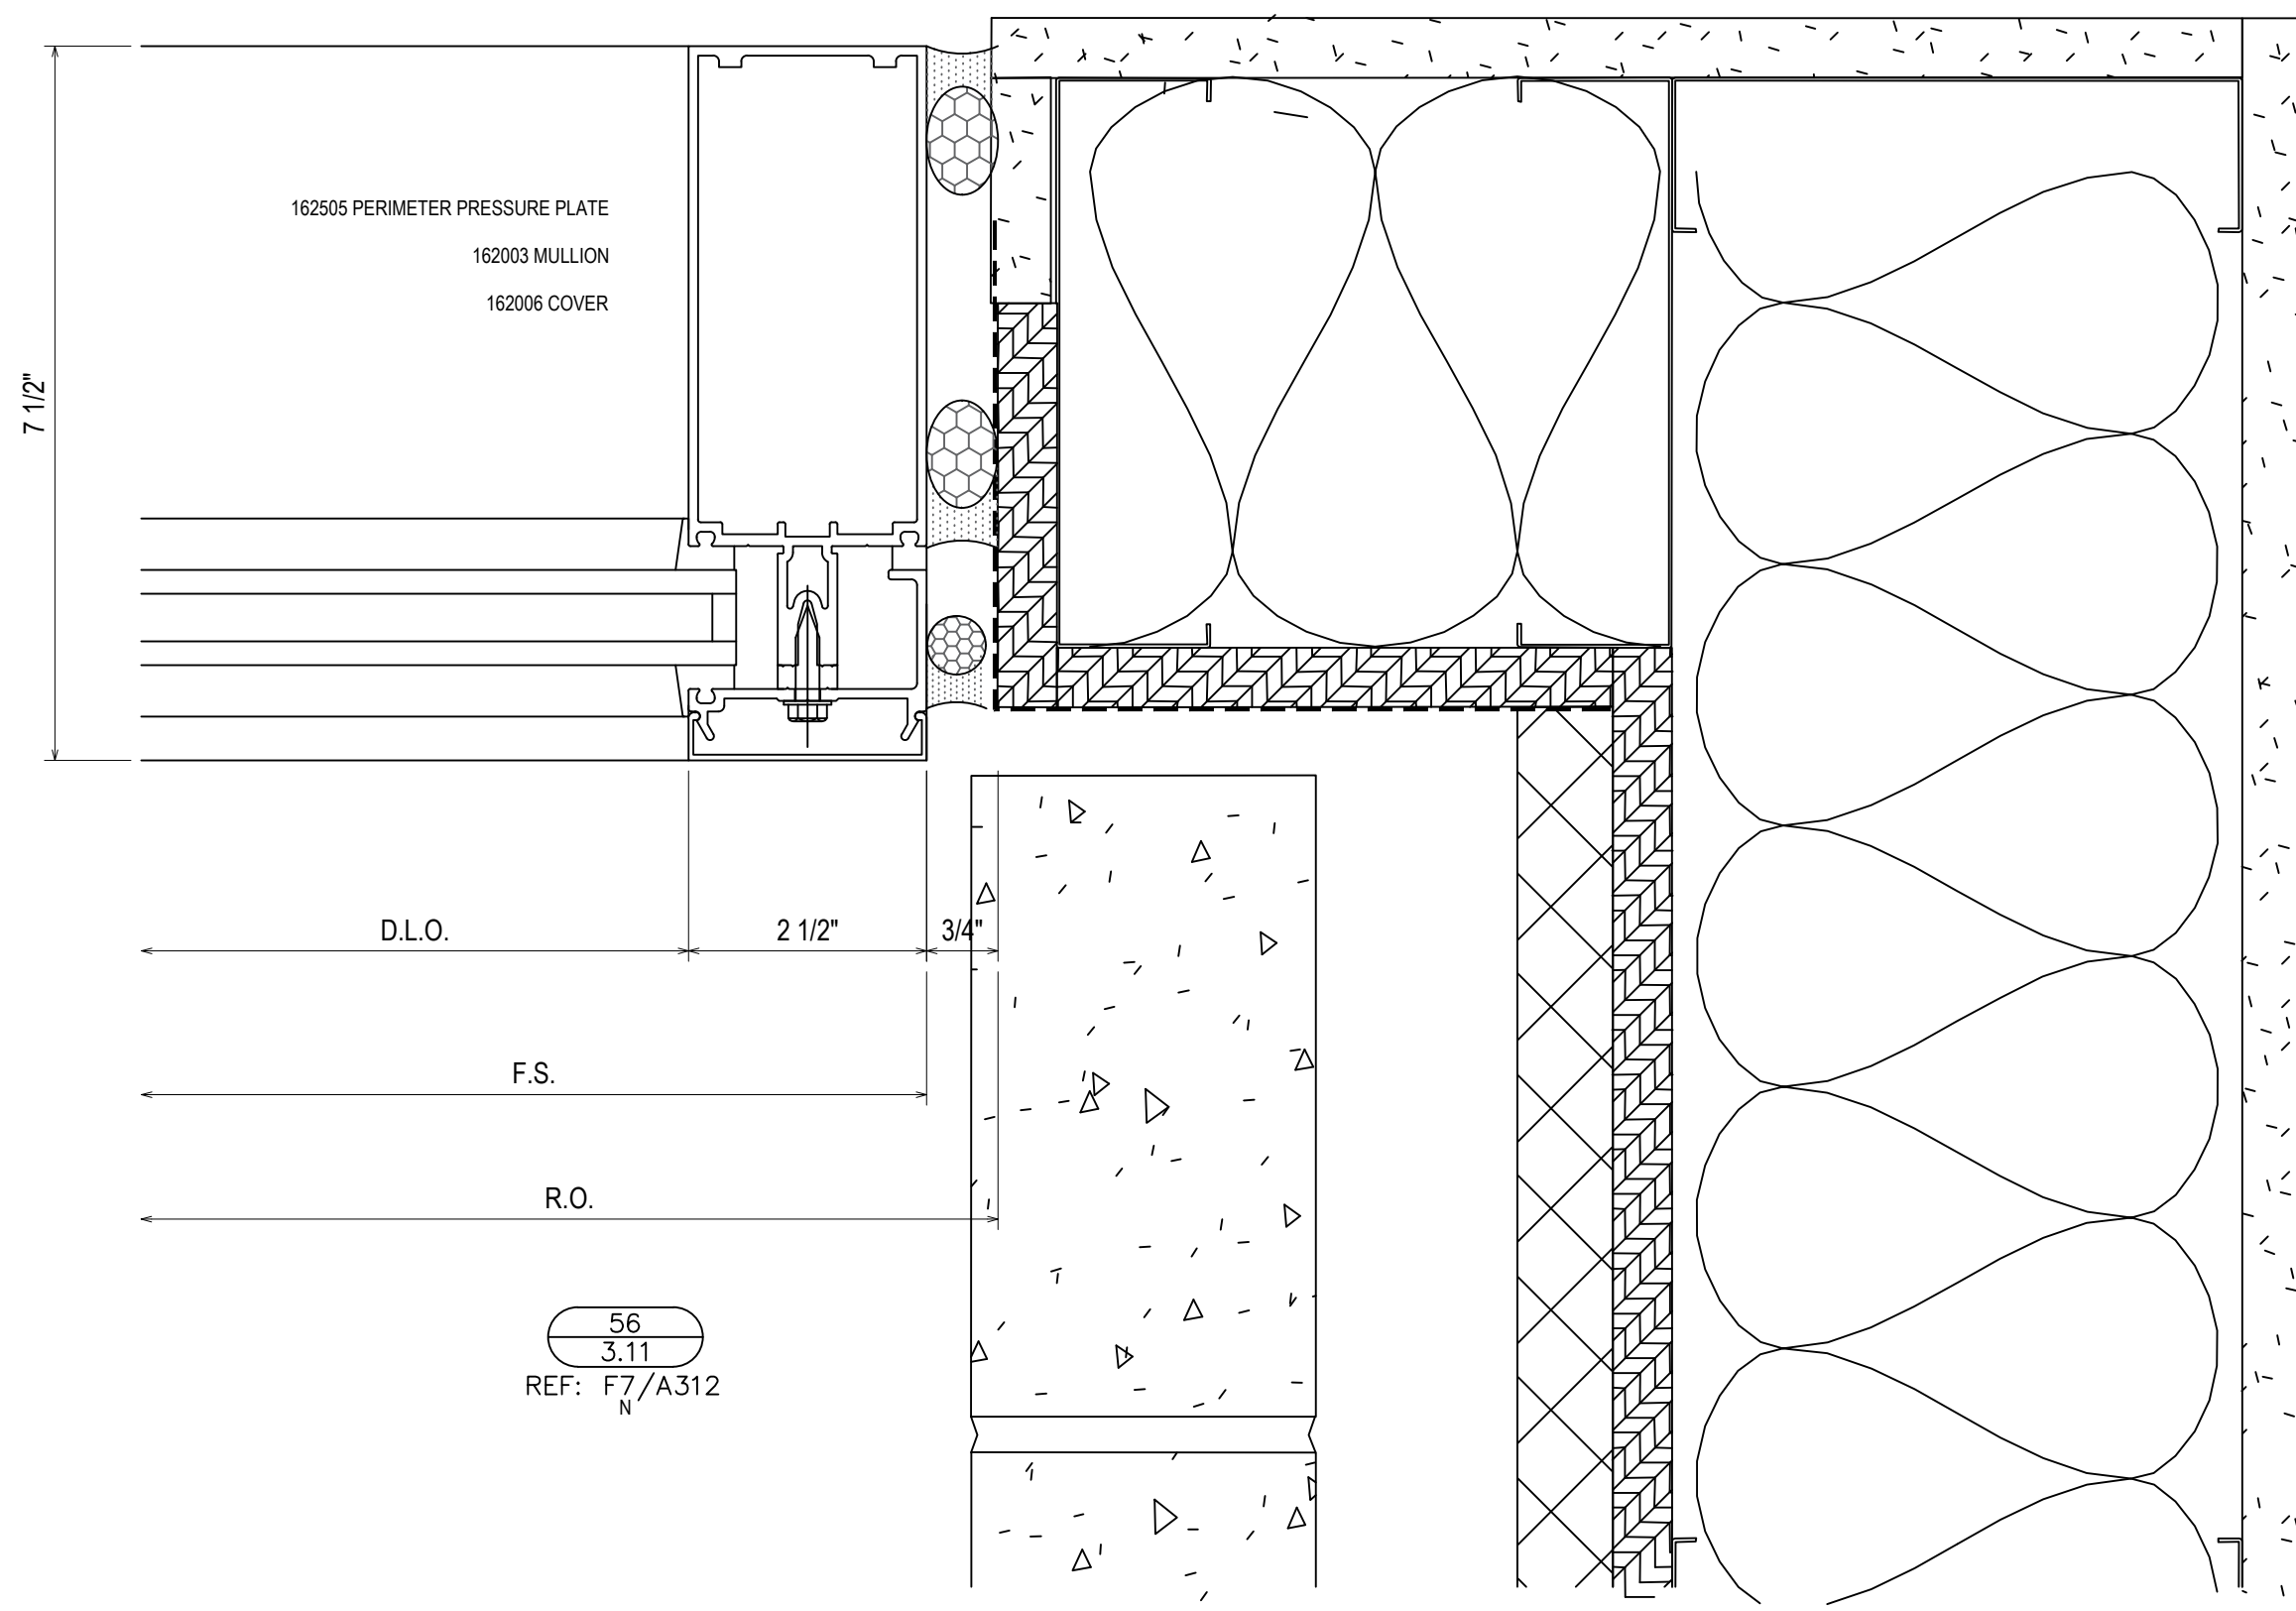 162505 PERIMETER PRESSURE PLATE
162003 MULLION
162006 COVER
7 1/2"
D.L.O.
2 1/2"
3/4"
F.S.
R.O.
56
3.11
REF: F7/A312
N